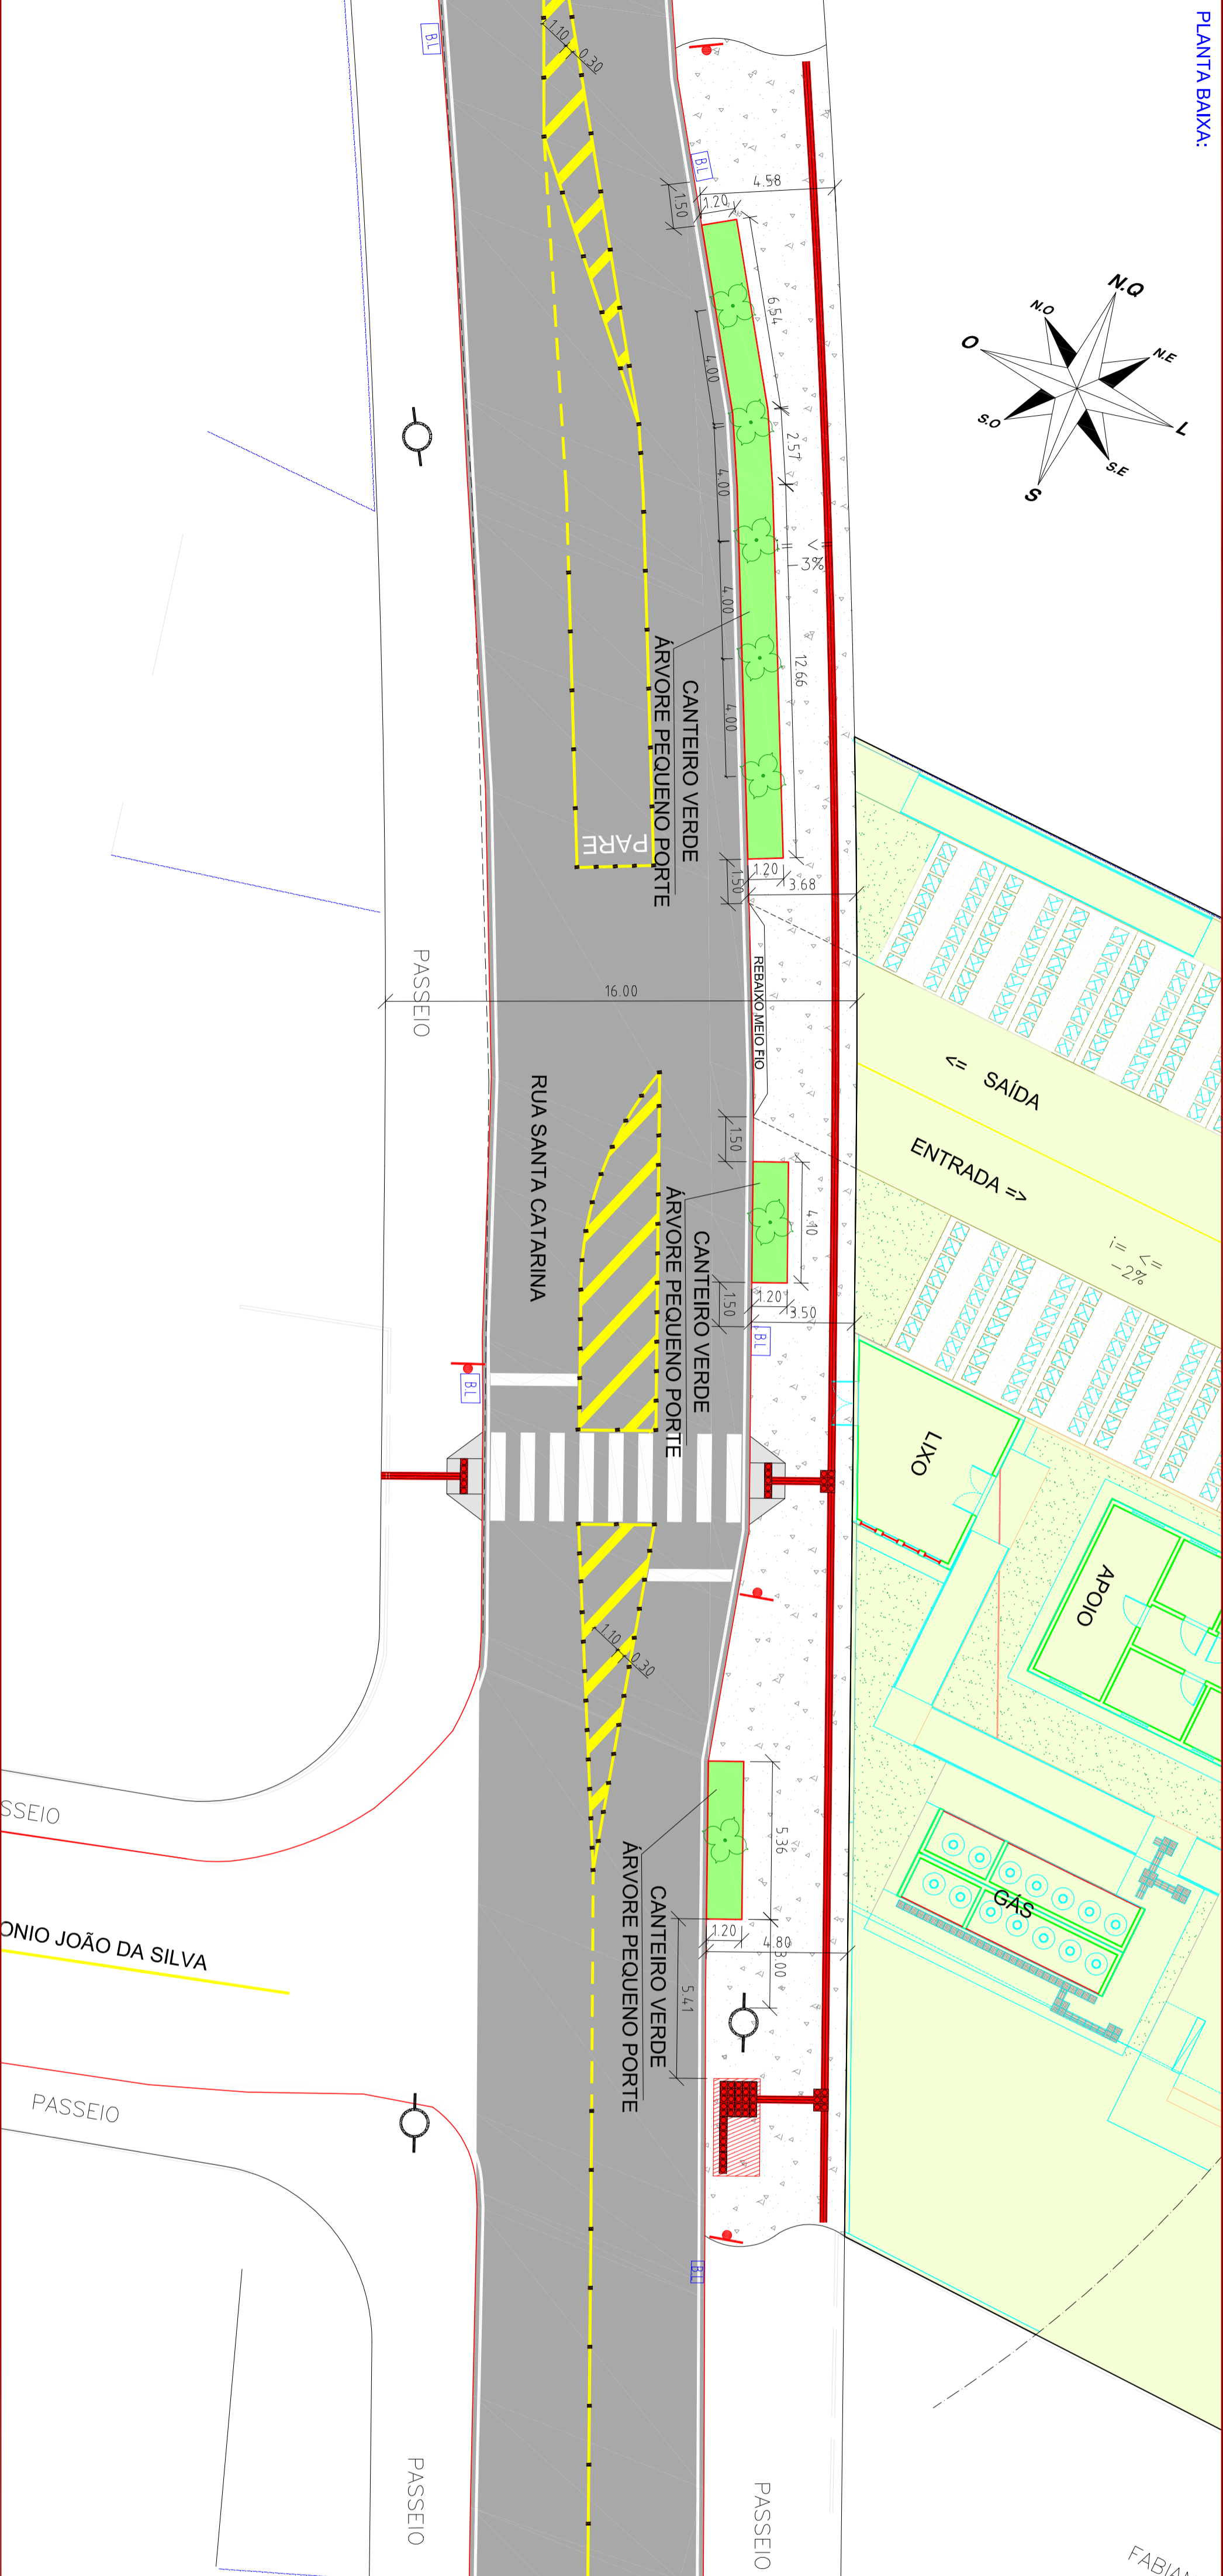 PLANTA BAIXA:
BL
1.10
0.30
BL
1.50
4.58
1.20
6.54
N.Q
N.O
N.E
O
L
S.O
S.E
S
4.00
2.57
4.00
3%
4.00
12.66
4.00
CANTEIRO VERDE
ÁRVORE PEQUENO PORTE
PARE
1.20
1.50
3.68
PASSEIO
16.00
REBAIXO MEIO FIO
<= SAÍDA
ENTRADA =>
i= <=
-2%
RUA SANTA CATARINA
1.50
4.10
CANTEIRO VERDE
ÁRVORE PEQUENO PORTE
1.20
1.50
3.50
BL
BL
LIXO
APOIO
1.10
0.30
5.36
CANTEIRO VERDE
ÁRVORE PEQUENO PORTE
GÁS
1.20
4.80
3.00
5.41
SSEIO
ONIO JOÃO DA SILVA
PASSEIO
BL
PASSEIO
PASSEIO
FABIAN